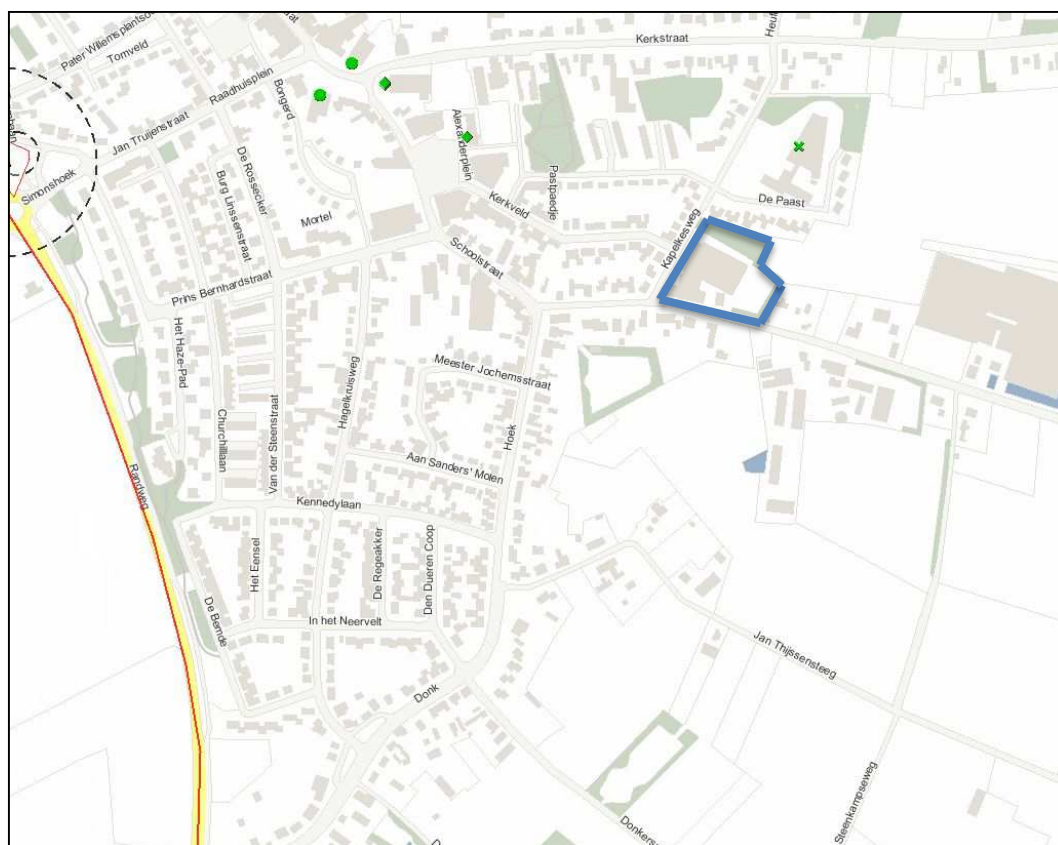 Pater Willemsplantsoen
Tomveld
Raadhuisplein
Bongerd
Kerkstraat
Jan Truijenstraat
Simonshoek
De Rossecker
Burg Linssenstraat
Mortel
Alexanderplein
Pastpaedje
Kerkveld
De Paast
Kapelkesweg
Schoolstraat
Prins Bernhardstraat
Het Haze-Pad
Hagelkruisweg
Meester Jochemsstraat
Hoek
Churchilllaan
Van der Steenstraat
Aan Sanders' Molen
Randweg
Kennedylaan
Het Eensel
De Regeakker
Den Dueren Coop
De Bemde
In het Neervelt
Jan Thijssensteeg
Donk
Steenkampseweg